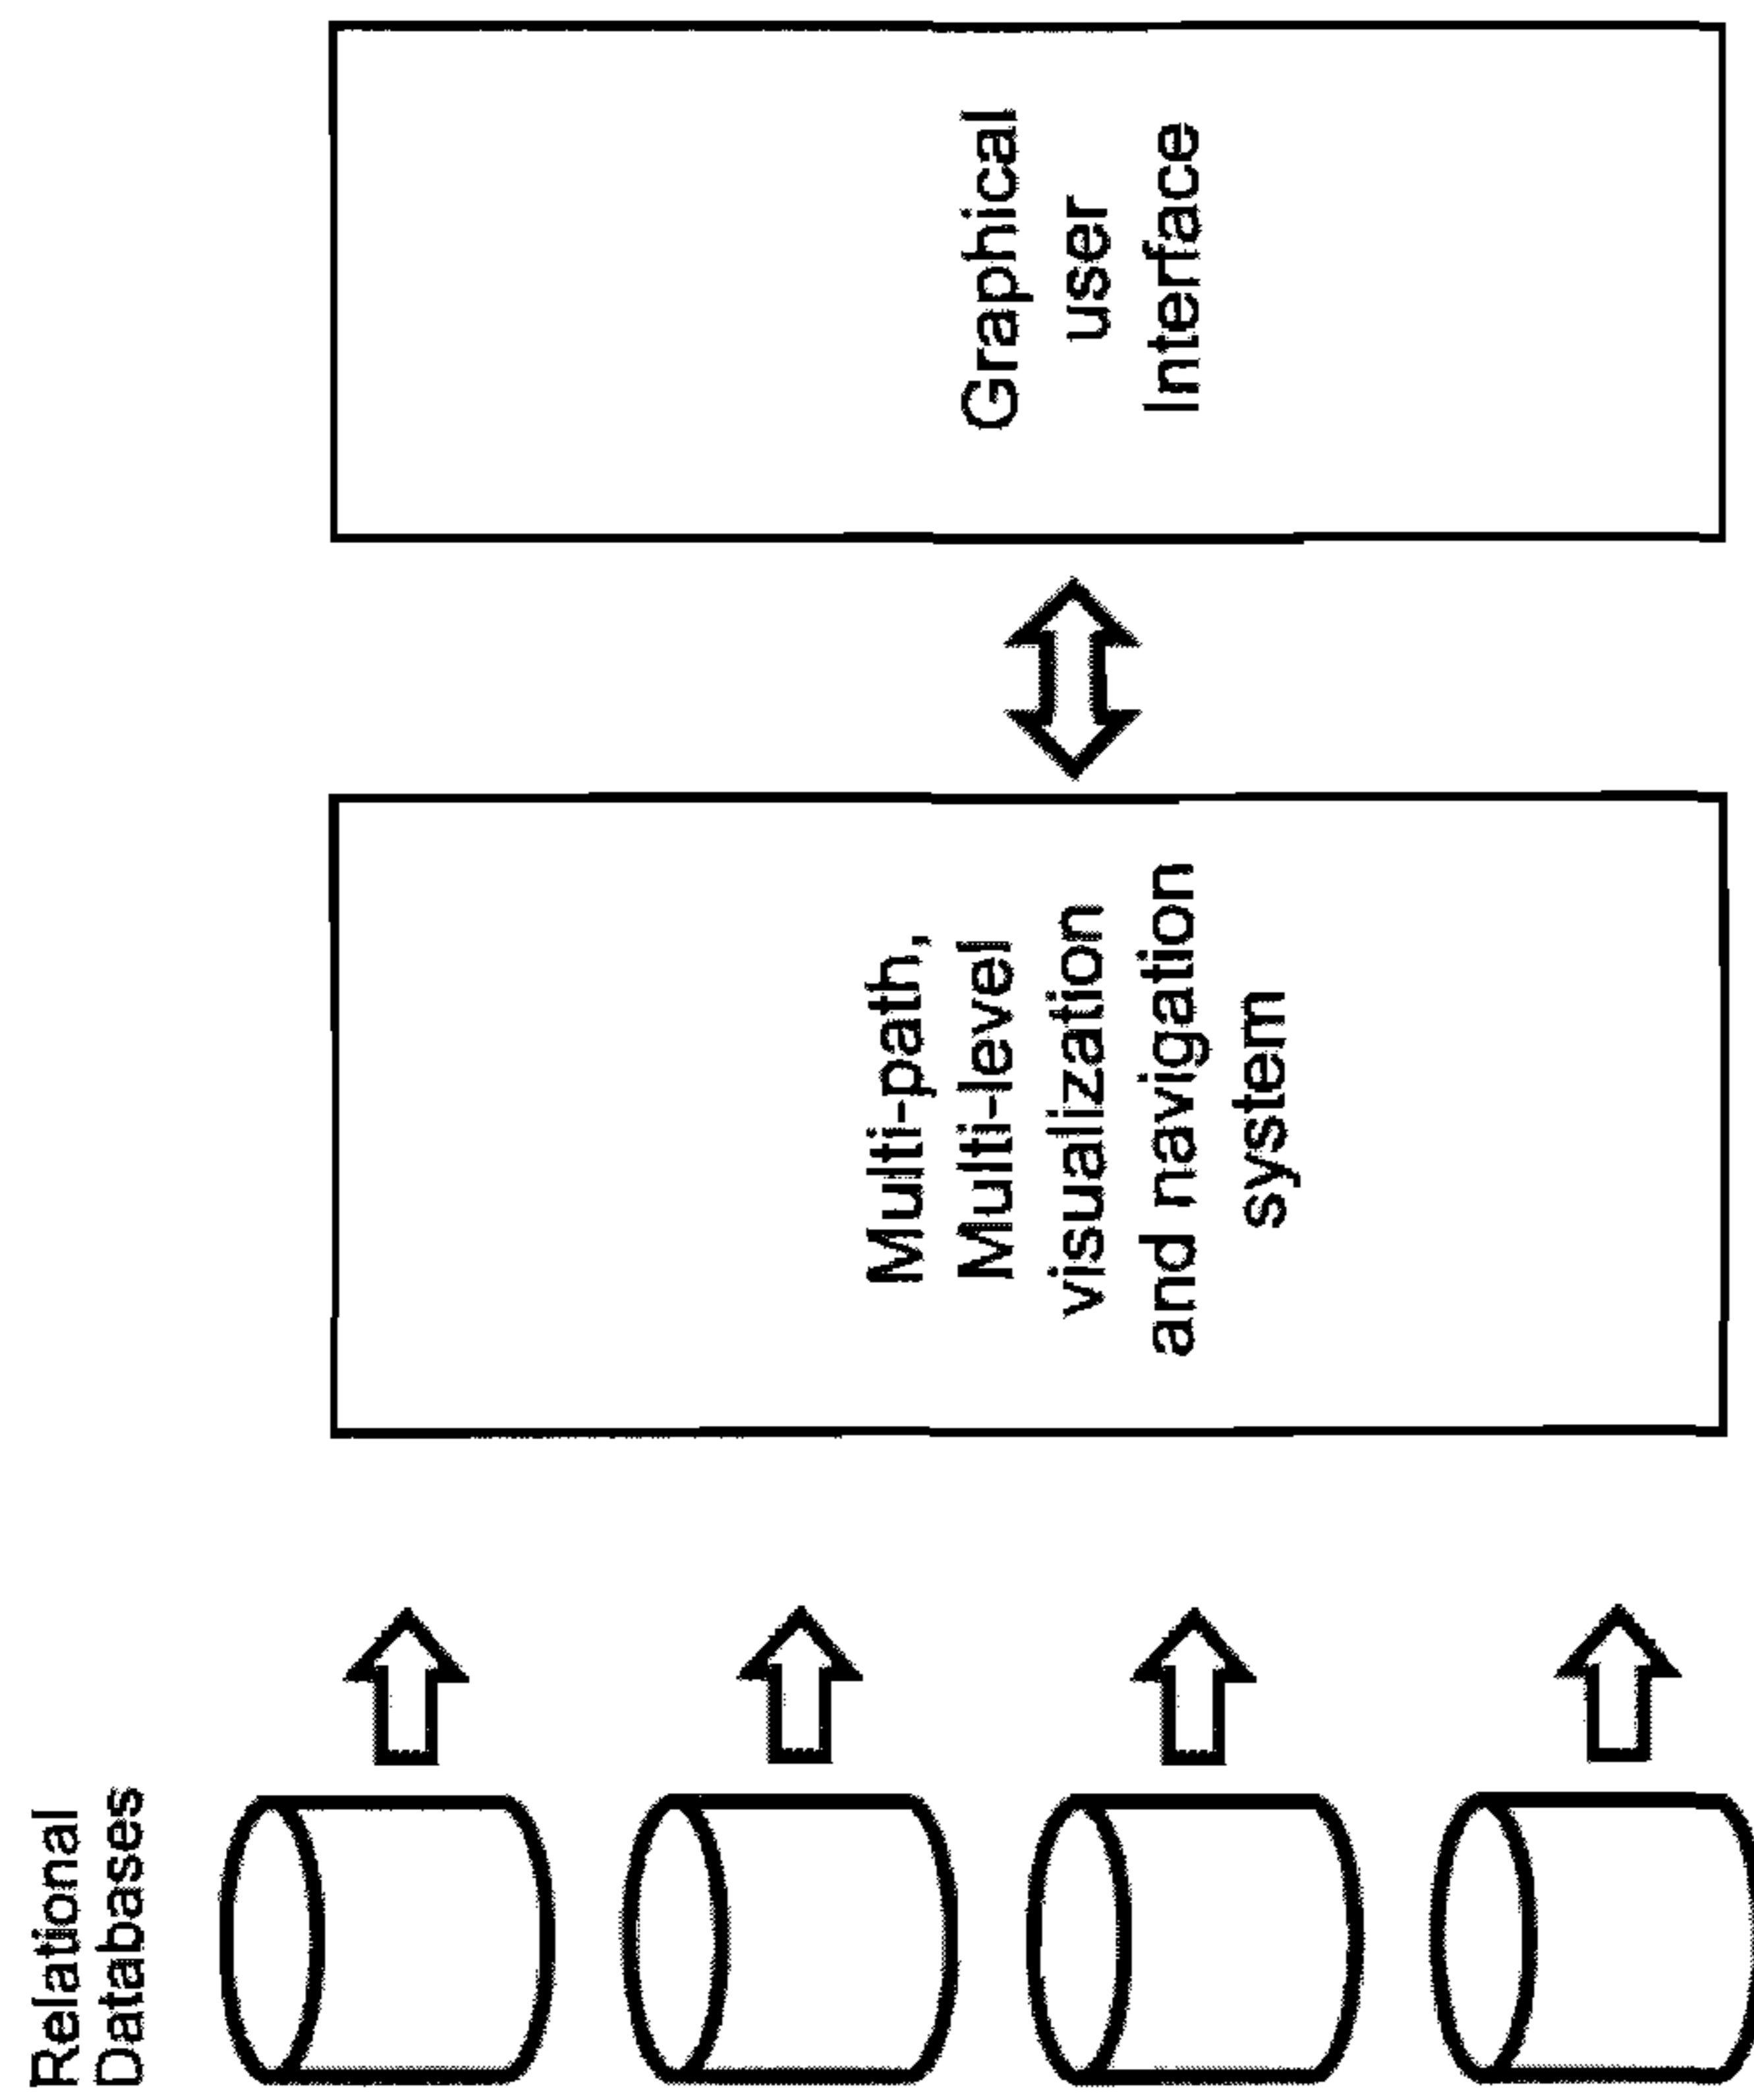 Relational
Databases
Multi-path,
Multi-level
visualization
and navigation
system
Graphical
user
Interface